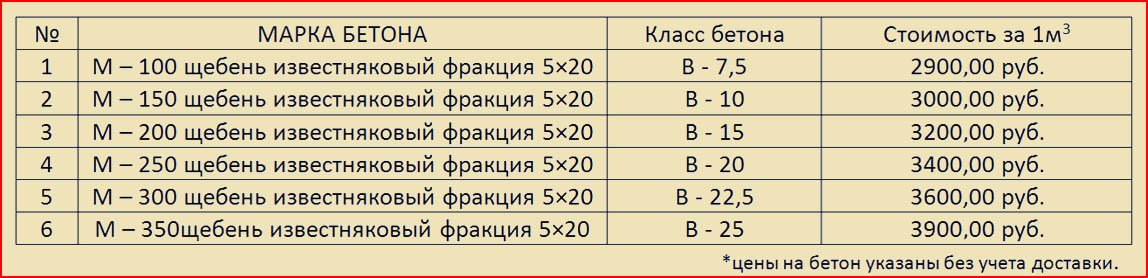 № МАРКА БЕТОНА Класс бетона Стоимость за 1м³
1 М – 100 щебень известняковый фракция 5×20 В - 7,5 2900,00 руб.
2 М – 150 щебень известняковый фракция 5×20 В - 10 3000,00 руб.
3 М – 200 щебень известняковый фракция 5×20 В - 15 3200,00 руб.
4 М – 250 щебень известняковый фракция 5×20 В - 20 3400,00 руб.
5 М – 300 щебень известняковый фракция 5×20 В - 22,5 3600,00 руб.
6 М – 350щебень известняковый фракция 5×20 В - 25 3900,00 руб.
*цены на бетон указаны без учета доставки.